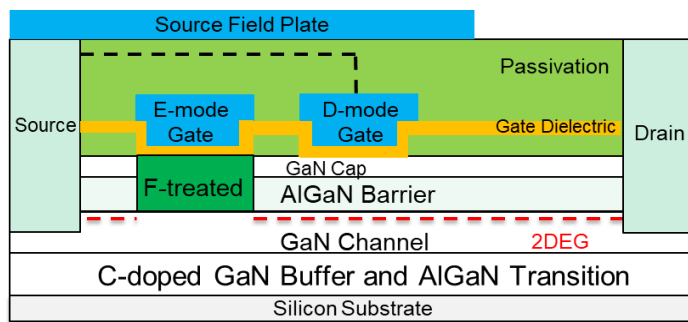 Source Field Plate
Passivation
E-mode
Gate
D-mode
Gate
Source
Gate Dielectric
Drain
GaN Cap
F-treated
AlGaN Barrier
GaN Channel
2DEG
C-doped GaN Buffer and AlGaN Transition
Silicon Substrate